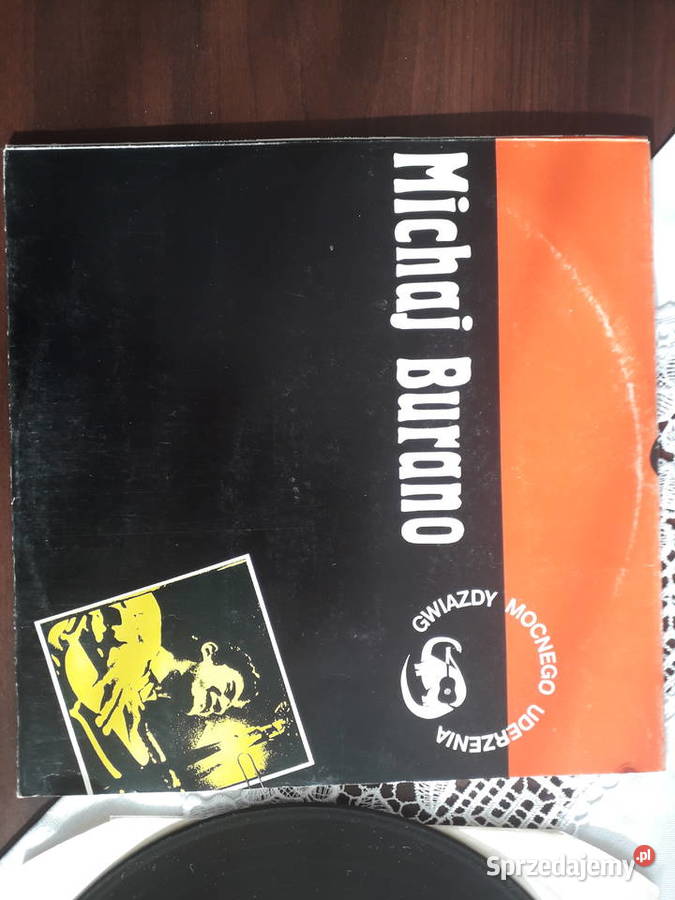 Michaj Burano
GWIAZDY MOCNEGO UDERZENIA
Sprzedajemy.pl